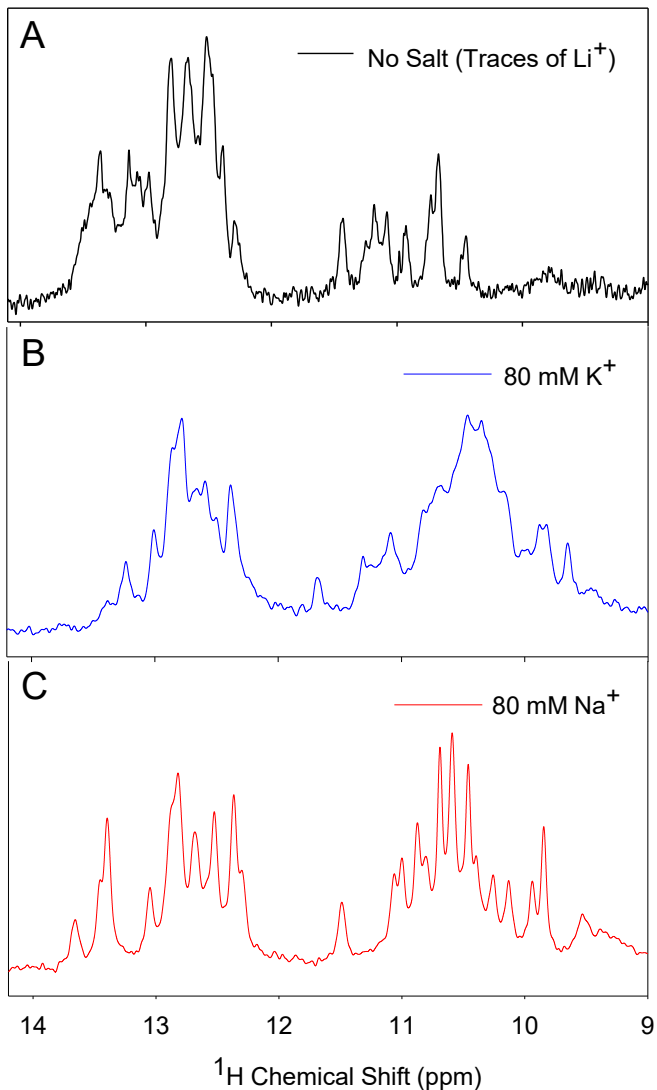 A
No Salt (Traces of Li⁺)
B
80 mM K⁺
C
80 mM Na⁺
14 13 12 11 10 9
¹H Chemical Shift (ppm)